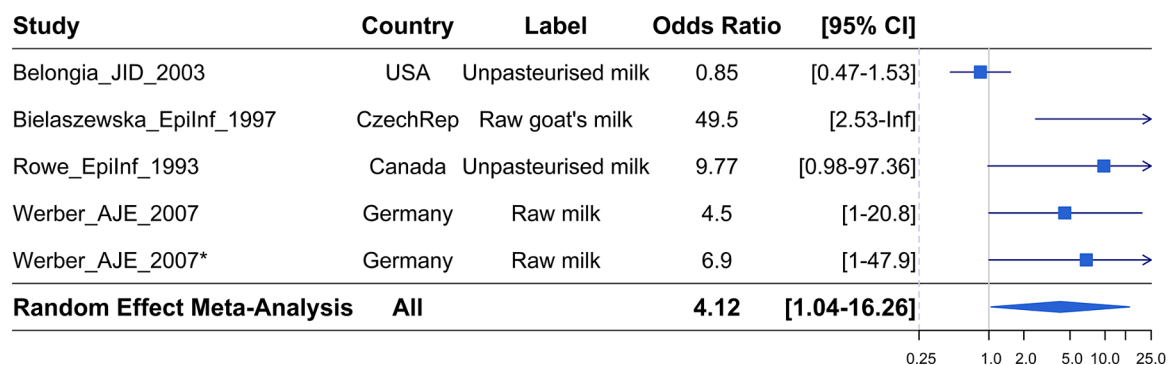 Study Country Label Odds Ratio [95% CI]
Belongia_JID_2003 USA Unpasteurised milk 0.85 [0.47-1.53]
Bielaszewska_EpiInf_1997 CzechRep Raw goat's milk 49.5 [2.53-Inf]
Rowe_EpiInf_1993 Canada Unpasteurised milk 9.77 [0.98-97.36]
Werber_AJE_2007 Germany Raw milk 4.5 [1-20.8]
Werber_AJE_2007* Germany Raw milk 6.9 [1-47.9]
Random Effect Meta-Analysis All 4.12 [1.04-16.26]
0.25 1.0 2.0 5.0 10.0 25.0